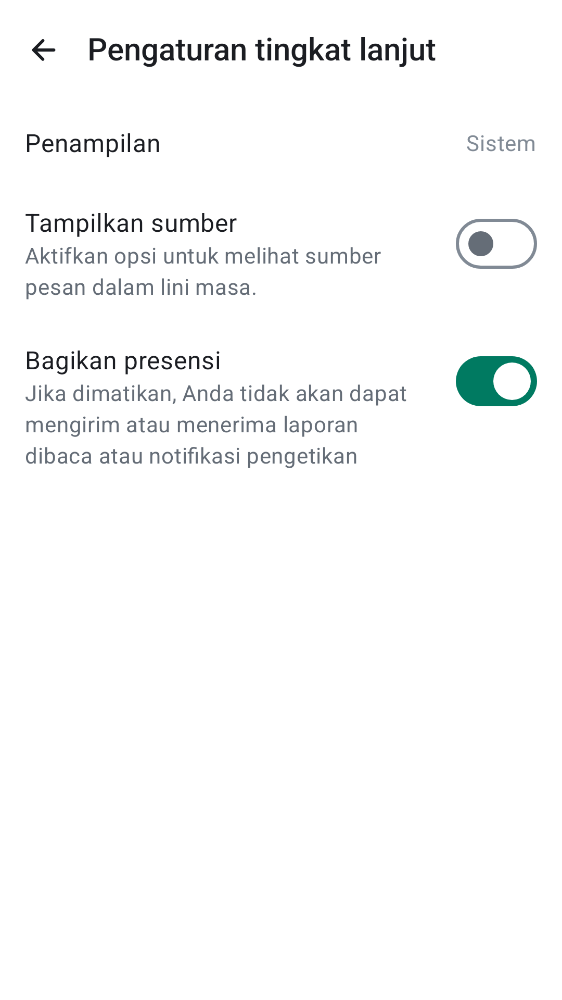 Pengaturan tingkat lanjut
Penampilan
Sistem
Tampilkan sumber
Aktifkan opsi untuk melihat sumber
pesan dalam lini masa.
Bagikan presensi
Jika dimatikan, Anda tidak akan dapat
mengirim atau menerima laporan
dibaca atau notifikasi pengetikan